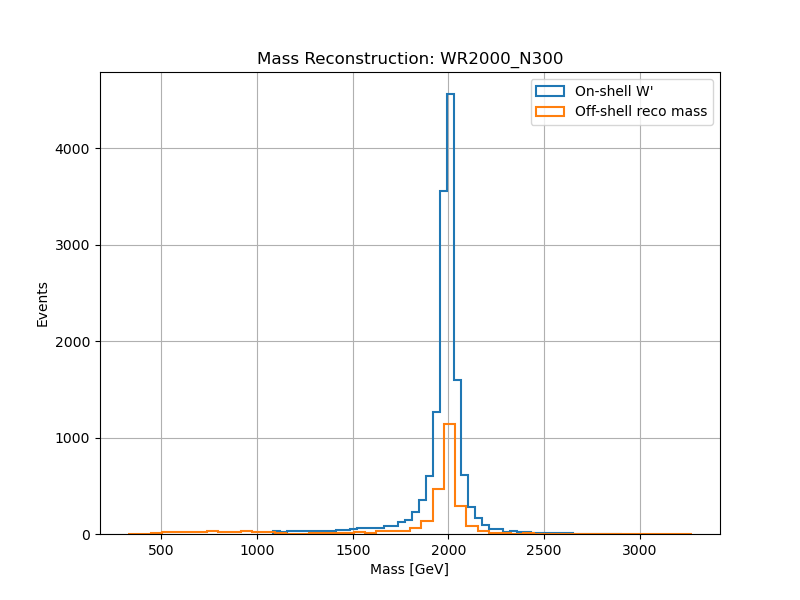 Mass Reconstruction: WR2000_N300
On-shell W'
Off-shell reco mass
4000
3000
2000
1000
0
Events
500
1000
1500
2000
2500
3000
Mass [GeV]